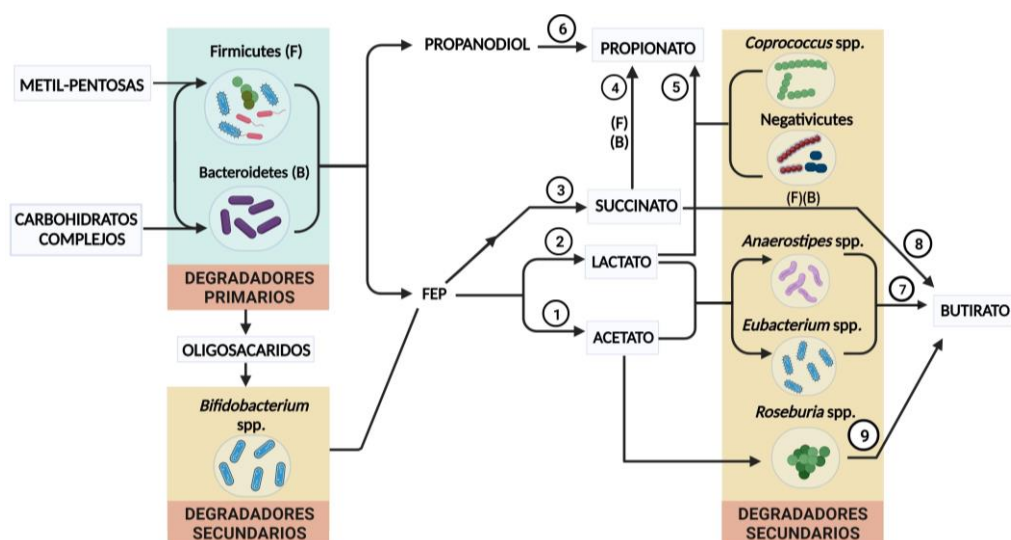 Firmicutes (F)
METIL-PENTOSAS
Bacteroidetes (B)
CARBOHIDRATOS
COMPLEJOS
DEGRADADORES
PRIMARIOS
OLIGOSACARIDOS
Bifidobacterium
spp.
DEGRADADORES
SECUNDARIOS
FEP
PROPANODIOL
6
PROPIONATO
4
(F)
(B)
5
3
SUCCINATO
2
LACTATO
1
ACETATO
Coprococcus spp.
Negativicutes
(F)(B)
8
Anaerostipes spp.
7
BUTIRATO
Eubacterium spp.
Roseburia spp.
9
DEGRADADORES
SECUNDARIOS